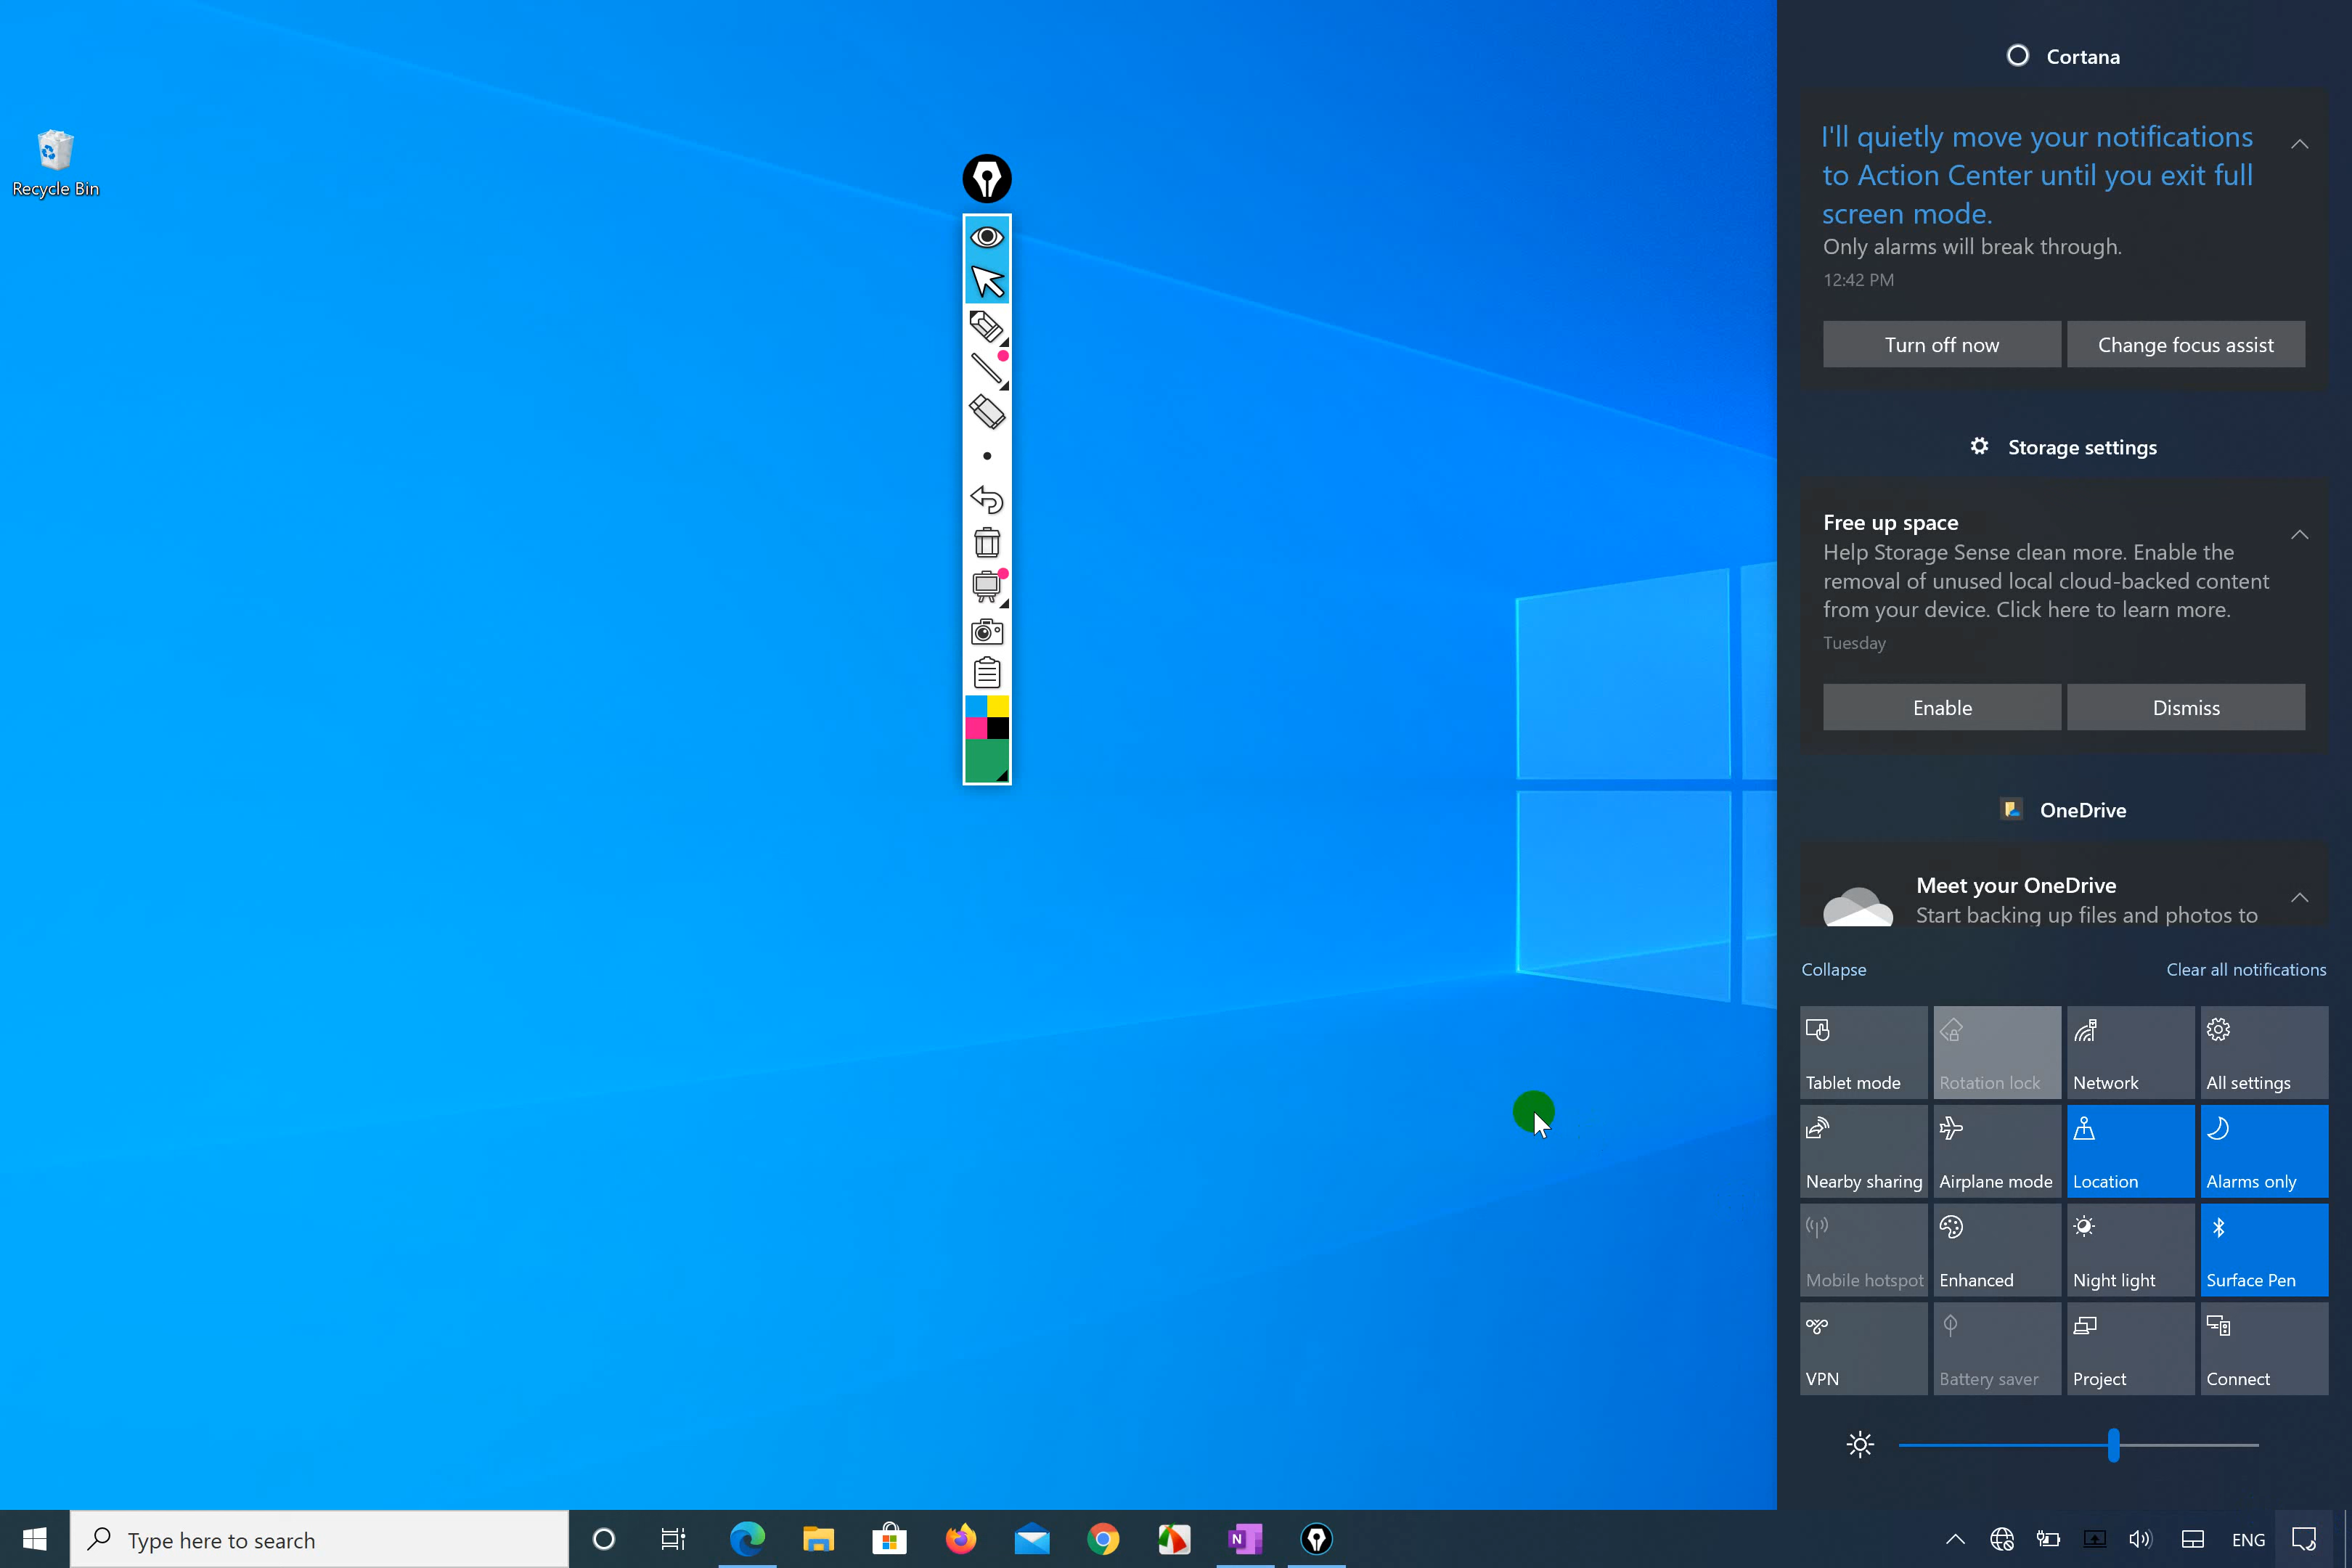 Recycle Bin
Cortana
I'll quietly move your notifications
to Action Center until you exit full
screen mode.
Only alarms will break through.
12:42 PM
Turn off now
Change focus assist
Storage settings
Free up space
Help Storage Sense clean more. Enable the
removal of unused local cloud-backed content
from your device. Click here to learn more.
Tuesday
Enable
Dismiss
OneDrive
Meet your OneDrive
Start backing up files and photos to
Collapse
Clear all notifications
Tablet mode
Rotation lock
Network
All settings
Nearby sharing
Airplane mode
Location
Alarms only
Mobile hotspot
Enhanced
Night light
Surface Pen
VPN
Battery saver
Project
Connect
Type here to search
N
ENG